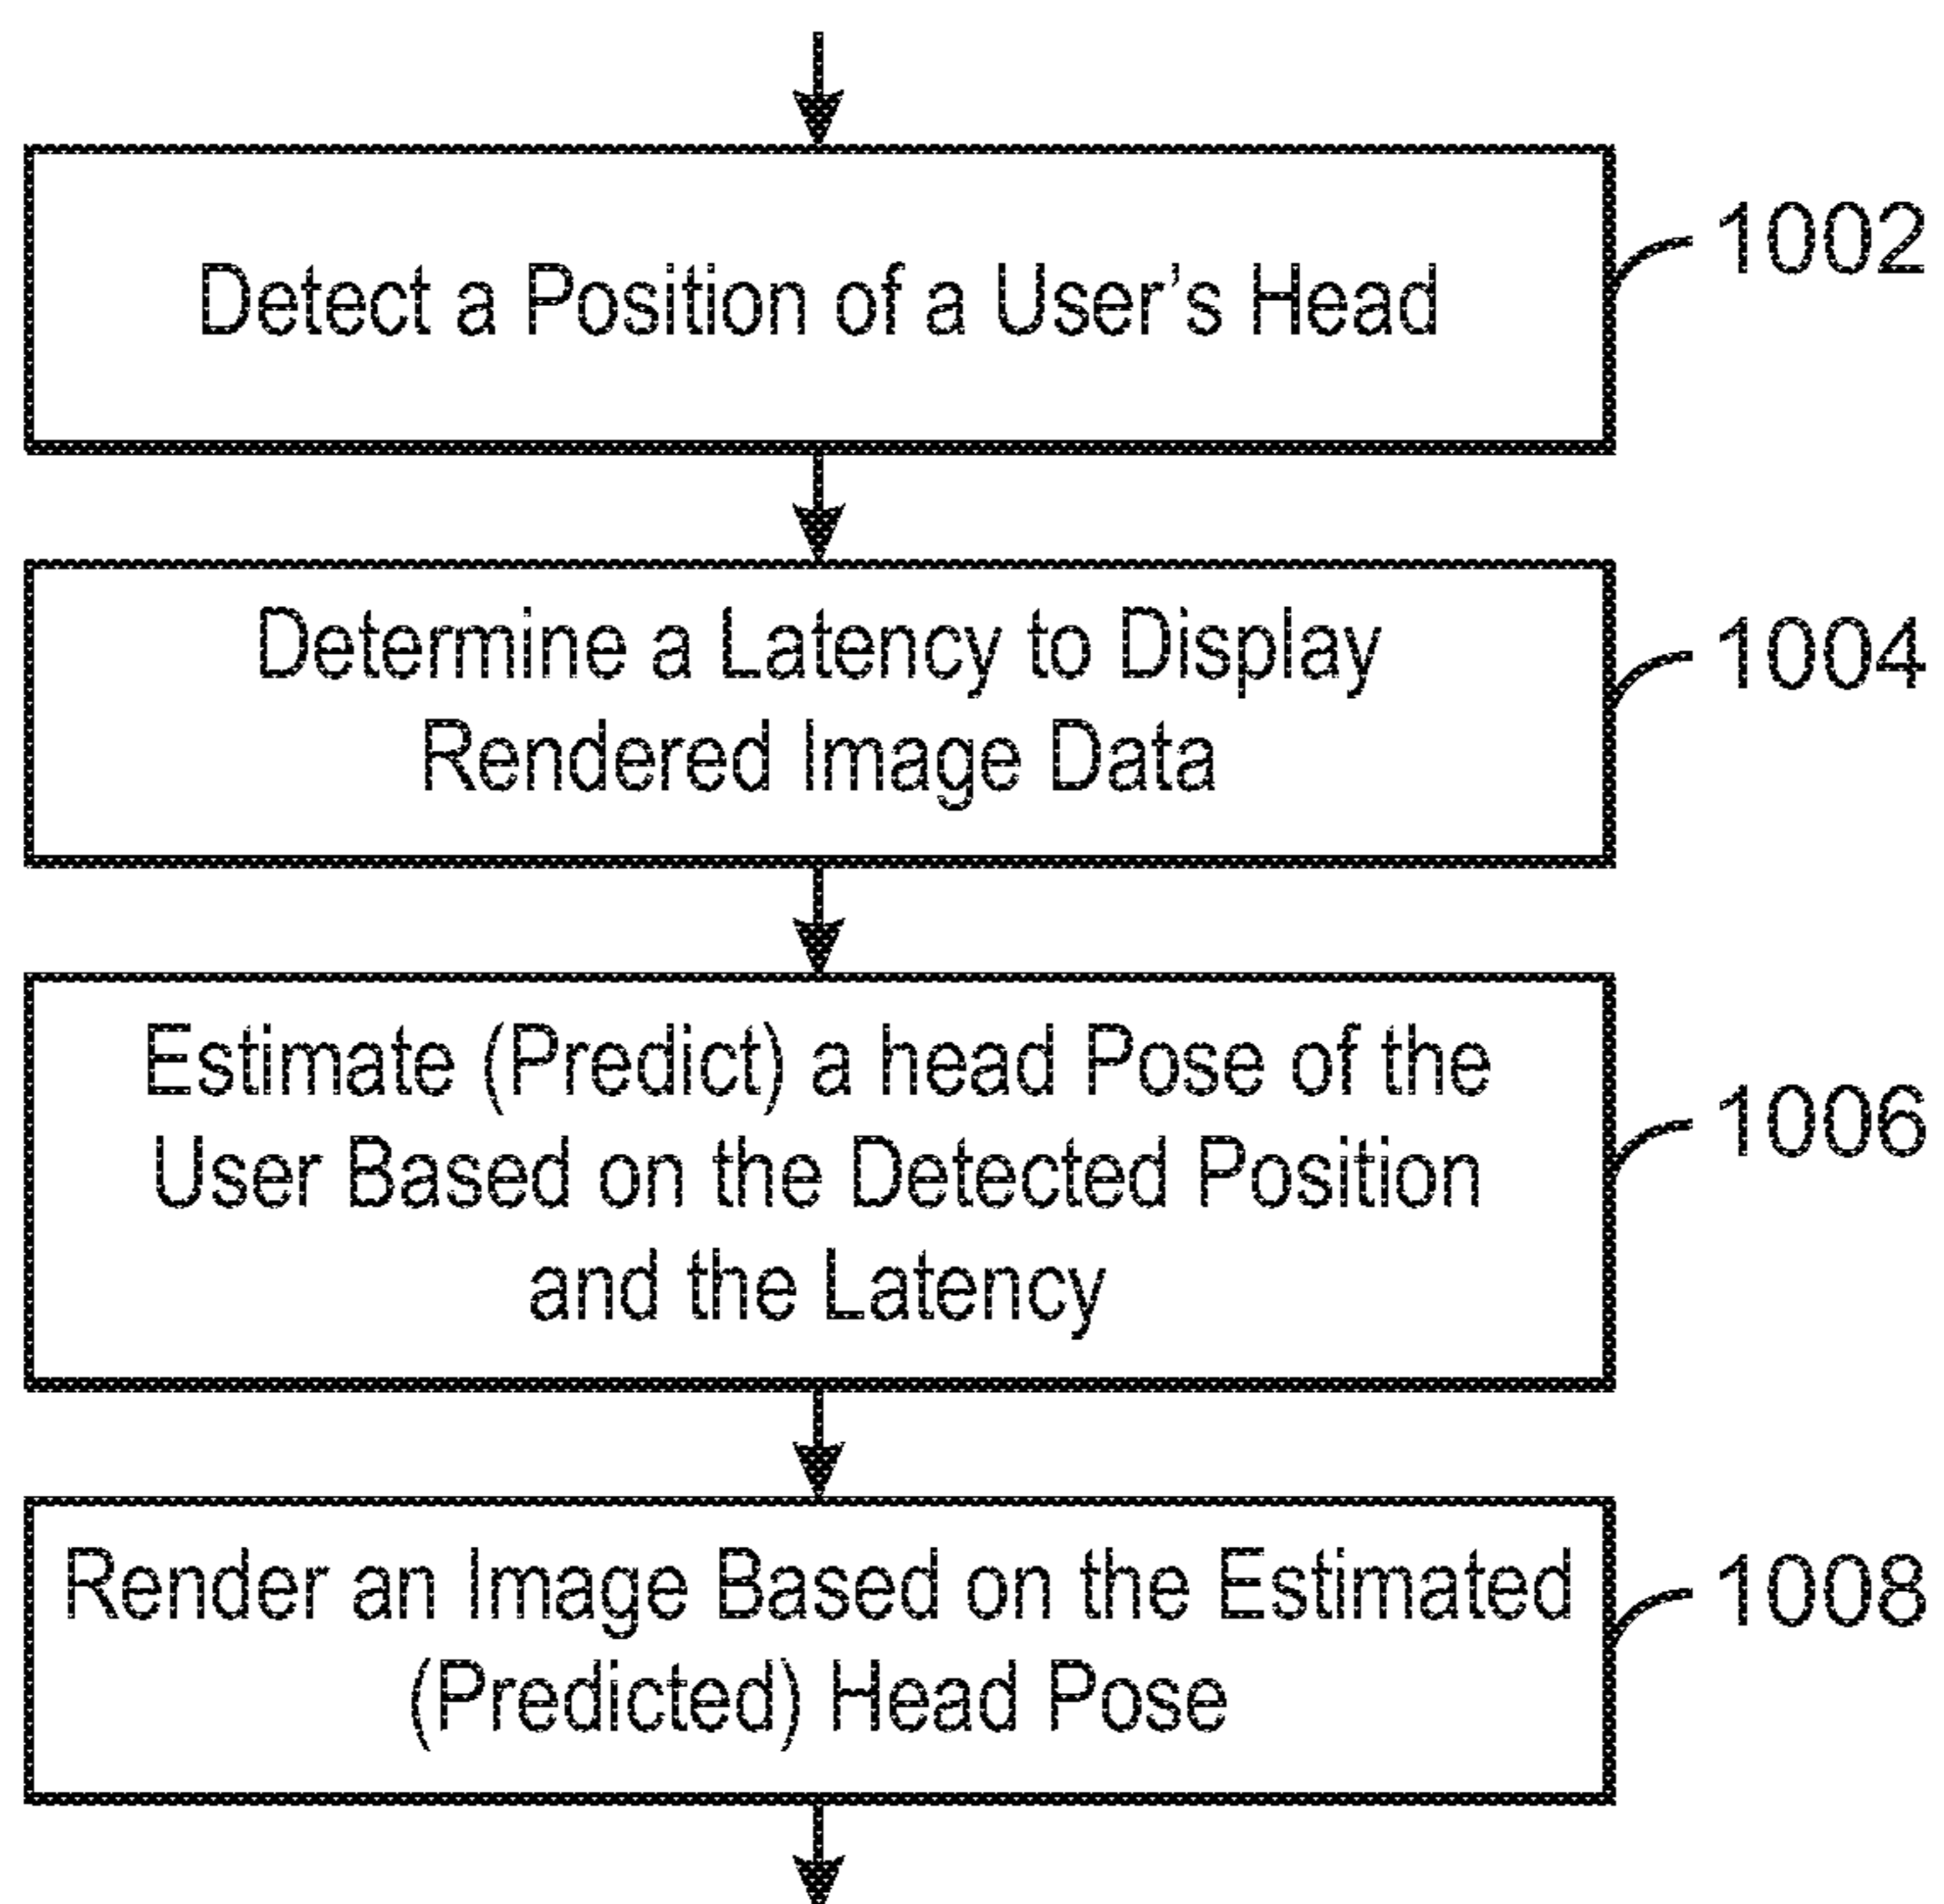 Detect a Position of a User's Head
1002
Determine a Latency to Display
Rendered Image Data
1004
Estimate (Predict) a head Pose of the
User Based on the Detected Position
and the Latency
1006
Render an Image Based on the Estimated
(Predicted) Head Pose
1008